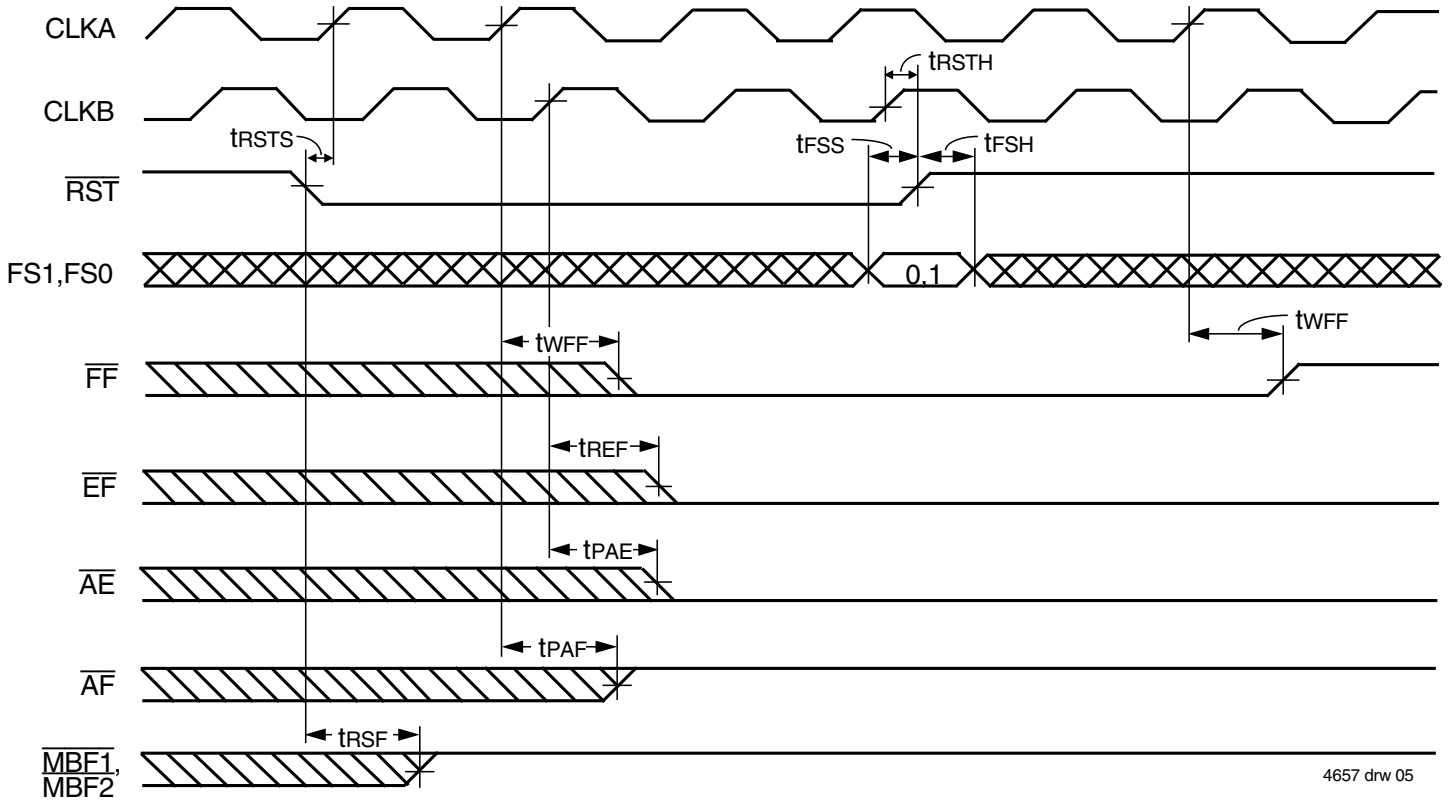 CLKA
tRSTH
CLKB
tRSTS
tFSS
tFSH
RST
FS1,FS0
0,1
tWFF
tWFF
FF
tREF
EF
tPAE
AE
tPAF
AF
tRSF
MBF1,
MBF2
4657 drw 05